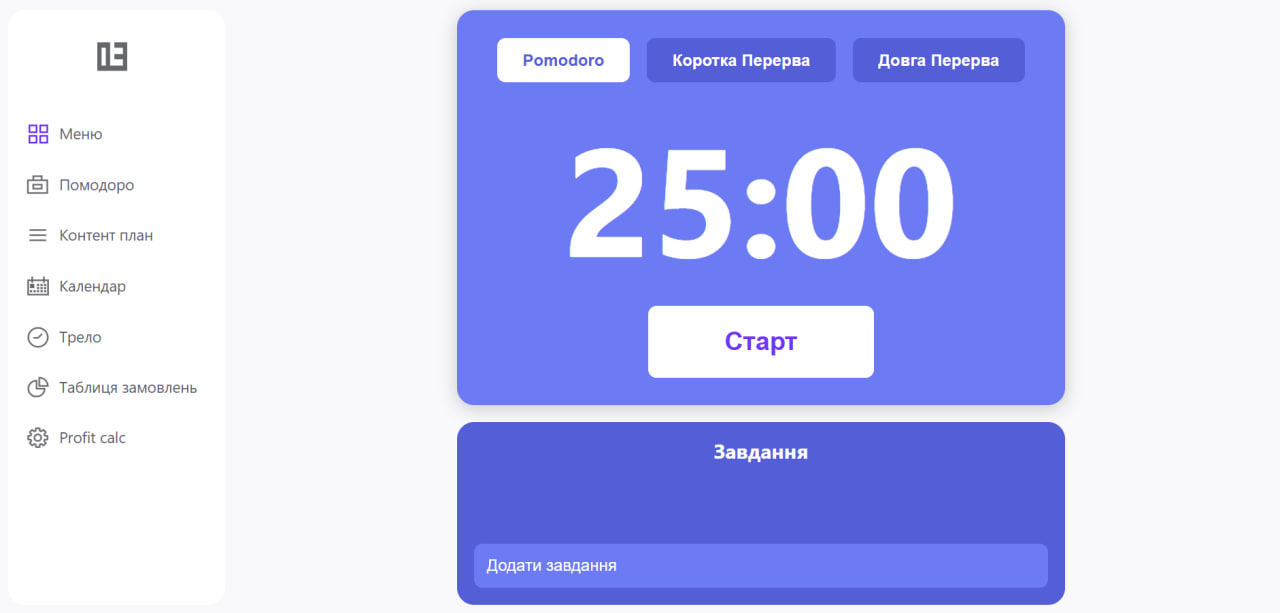 Меню
Помодоро
Контент план
Календар
Трело
Таблиця замовлень
Profit calc
Pomodoro
Коротка Перерва
Довга Перерва
25:00
Старт
Завдання
Додати завдання